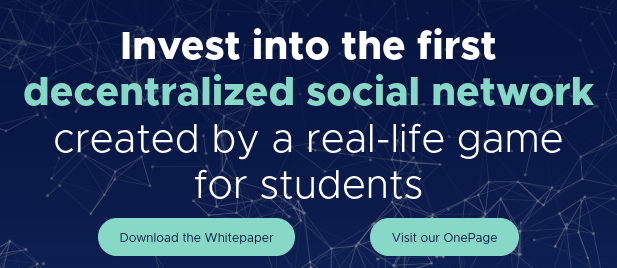 Invest into the first
decentralized social network
created by a real-life game
for students
Download the Whitepaper
Visit our OnePage